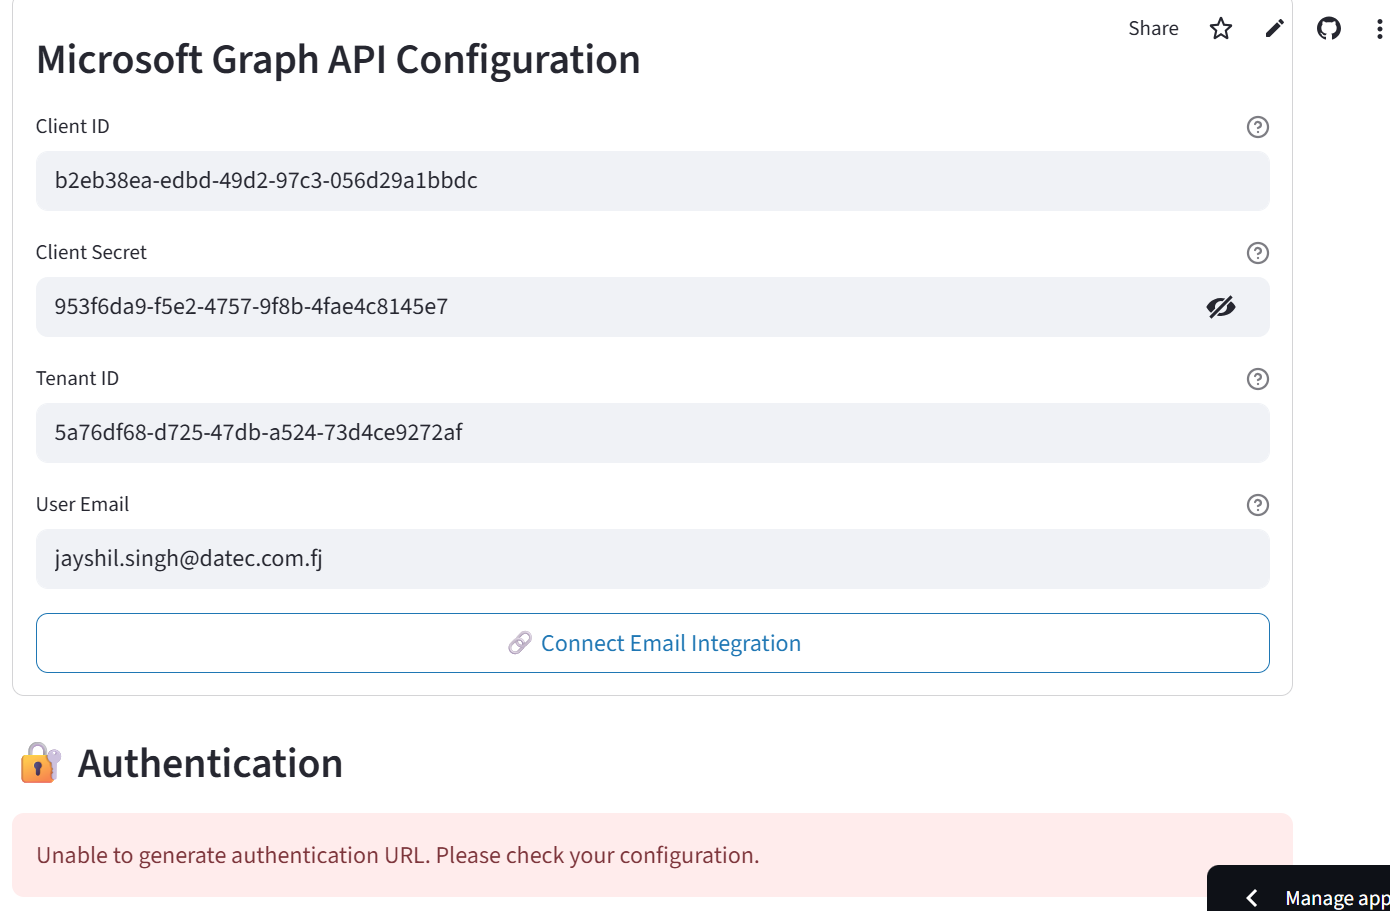 Share
Microsoft Graph API Configuration
Client ID
b2eb38ea-edbd-49d2-97c3-056d29a1bbdc
Client Secret
953f6da9-f5e2-4757-9f8b-4fae4c8145e7
Tenant ID
5a76df68-d725-47db-a524-73d4ce9272af
User Email
jayshil.singh@datec.com.fj
Connect Email Integration
Authentication
Unable to generate authentication URL. Please check your configuration.
Manage app